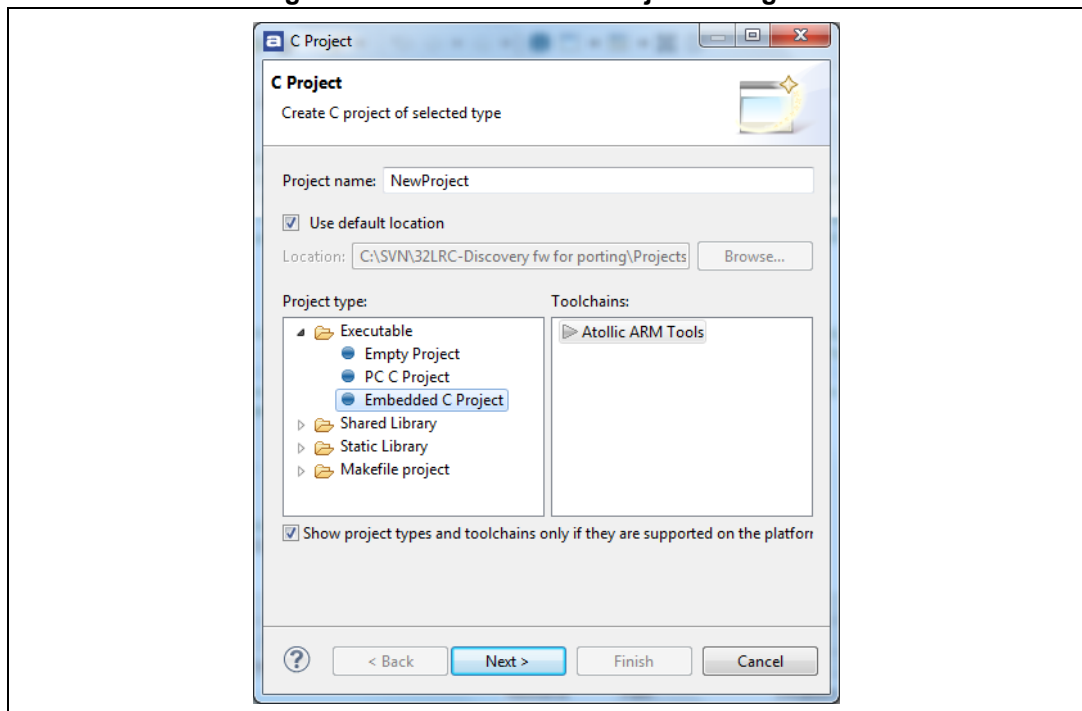 C Project
C Project
Create C project of selected type
Project name: NewProject
Use default location
Location: C:\SVN\32LRC-Discovery fw for porting\Projects Browse...
Project type: Toolchains:
Executable Atollic ARM Tools
Empty Project
PC C Project
Embedded C Project
Shared Library
Static Library
Makefile project
Show project types and toolchains only if they are supported on the platfor
< Back Next > Finish Cancel